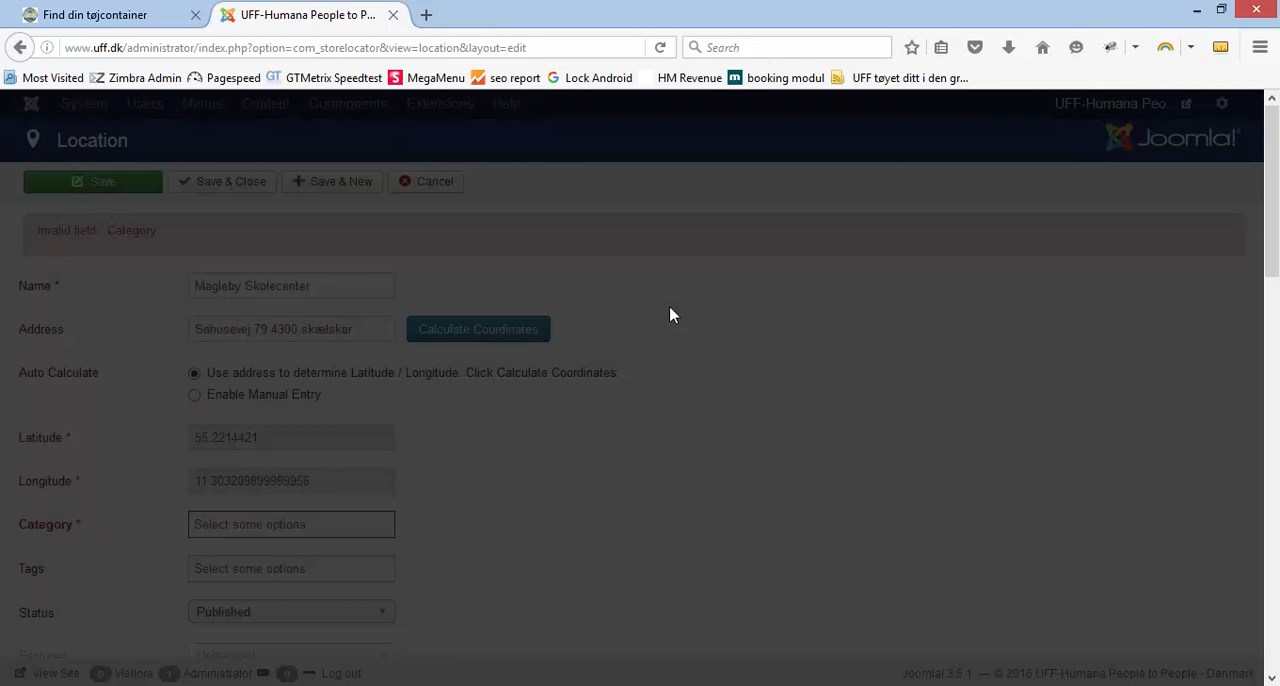 Find din tøjcontainer
UFF-Humana People to P...
www.uff.dk/administrator/index.php?option=com_storelocator&view=location&layout=edit
Search
Most Visited
Zimbra Admin
Pagespeed
GT GTMetrix Speedtest
S MegaMenu
seo report
G Lock Android
HM Revenue
m booking modul
UFF tøyet ditt i den gr...
System Users Menus Content Components Extensions Help
UFF-Humana Peo...
Location
Joomla!®
Save
Save & Close
Save & New
Cancel
Invalid field: Category
Name *
Magleby Skolecenter
Address
Søhusevej 79 4300 skælskør
Calculate Coordinates
Auto Calculate
Use address to determine Latitude / Longitude. Click Calculate Coordinates.
Enable Manual Entry
Latitude *
55.2214421
Longitude *
11.303209899999956
Category *
Select some options
Tags
Select some options
Status
Published
Featured
View Site 0 Visitors 1 Administrator 0 Log out
Joomla! 3.5.1 — © 2016 UFF-Humana People to People - Denmark